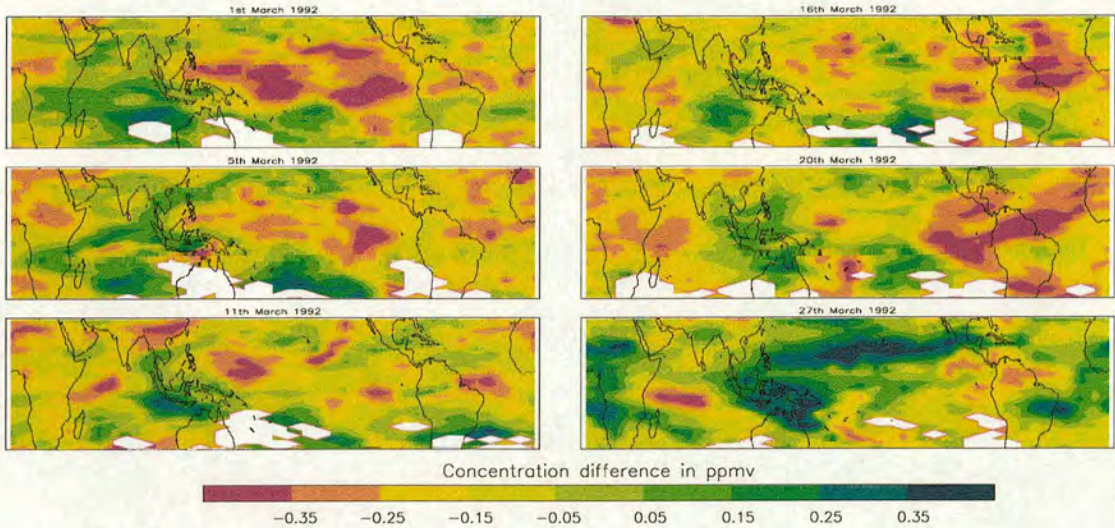 1st March 1992
16th March 1992
5th March 1992
20th March 1992
11th March 1992
27th March 1992
Concentration difference in ppmv
−0.35 −0.25 −0.15 −0.05 0.05 0.15 0.25 0.35